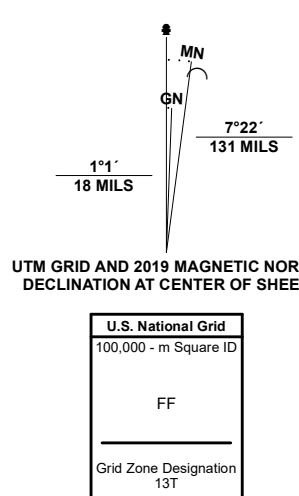 MN
GN
7°22´
131 MILS
1°1´
18 MILS
UTM GRID AND 2019 MAGNETIC NOR
DECLINATION AT CENTER OF SHEE
U.S. National Grid
100,000 - m Square ID
FF
Grid Zone Designation
13T